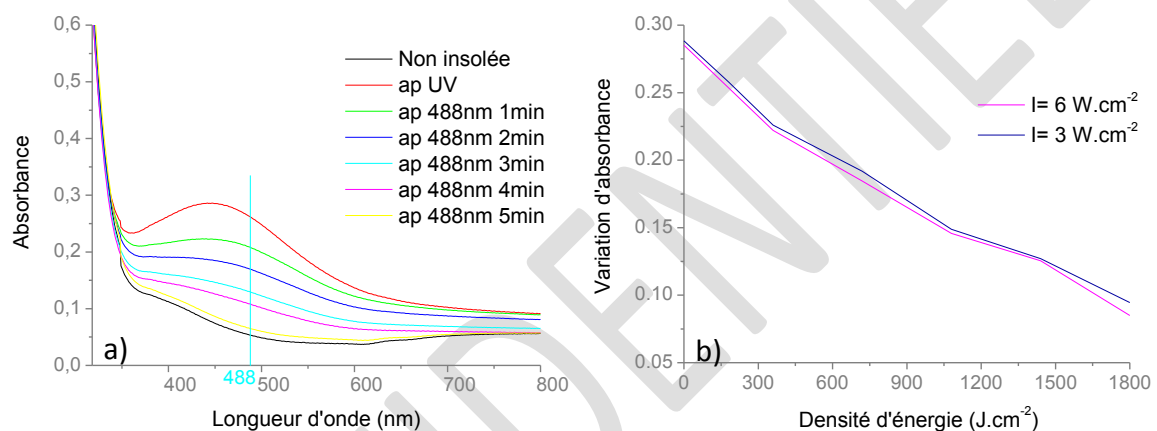 0,6
0,5
0,4
0,3
0,2
0,1
0,0
Absorbance
Non insolée
ap UV
ap 488nm 1min
ap 488nm 2min
ap 488nm 3min
ap 488nm 4min
ap 488nm 5min
a)
488
400
500
600
700
800
Longueur d'onde (nm)
0.30
0.25
0.20
0.15
0.10
0.05
Variation d'absorbance
I= 6 W.cm⁻²
I= 3 W.cm⁻²
b)
0
300
600
900
1200
1500
1800
Densité d'énergie (J.cm⁻²)